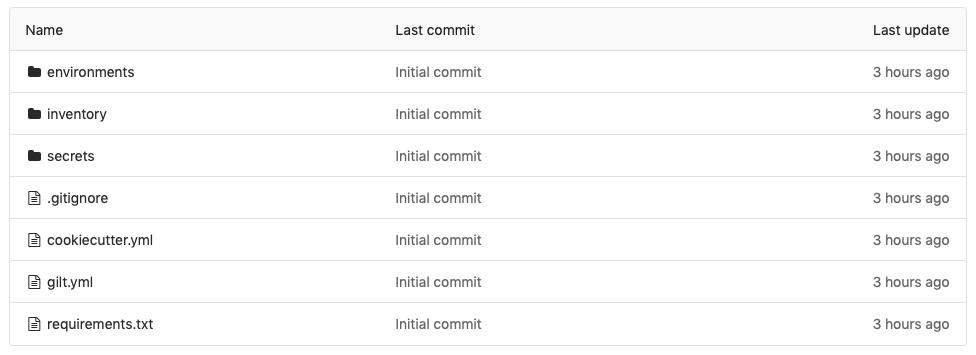 Name Last commit Last update
environments Initial commit 3 hours ago
inventory Initial commit 3 hours ago
secrets Initial commit 3 hours ago
.gitignore Initial commit 3 hours ago
cookiecutter.yml Initial commit 3 hours ago
gilt.yml Initial commit 3 hours ago
requirements.txt Initial commit 3 hours ago